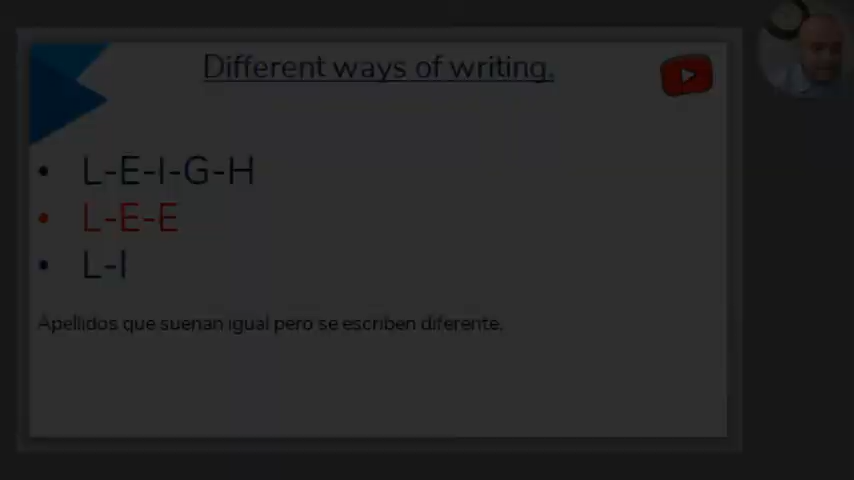 Different ways of writing.
• L-E-I-G-H
• L-E-E
• L-I
Apellidos que suenan igual pero se escriben diferente.